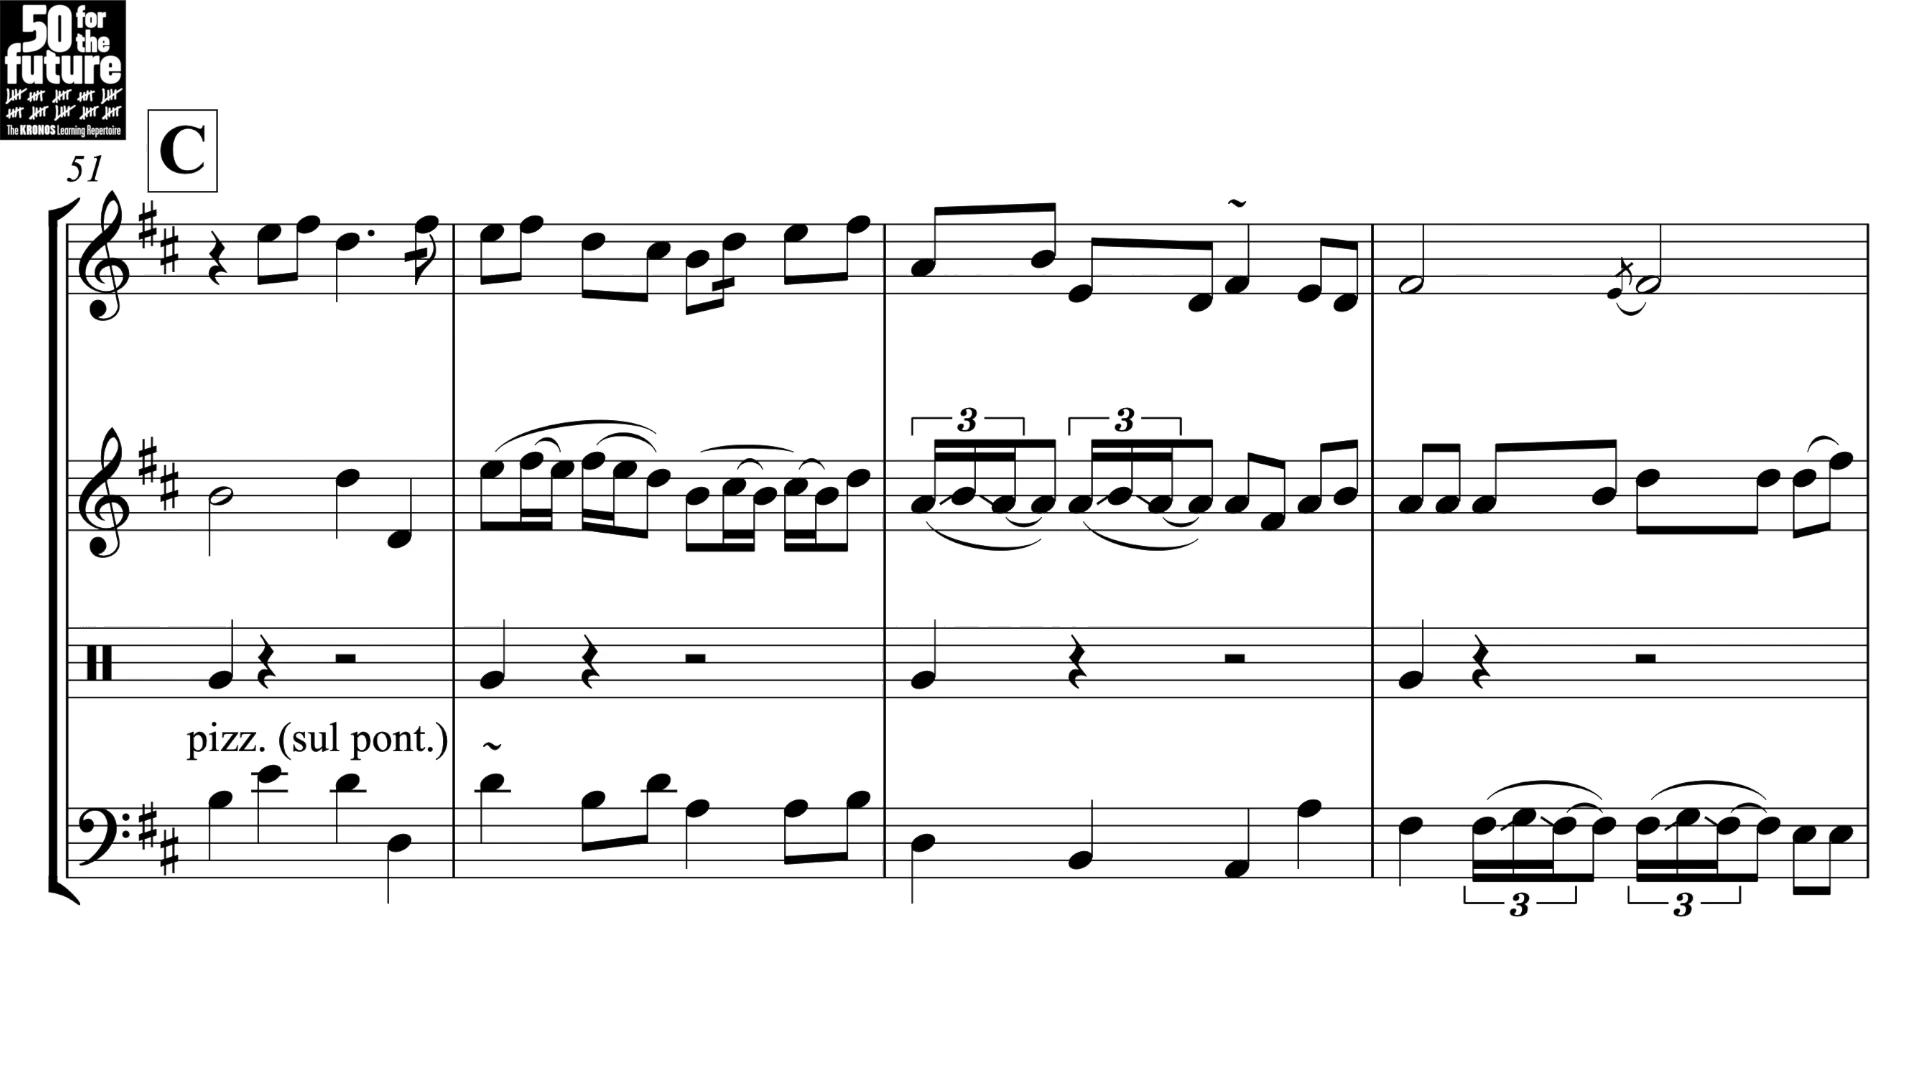 50 for
the
future
The KRONOS Learning Repertoire
51
C
~
3 3
pizz. (sul pont.)
~
3 3